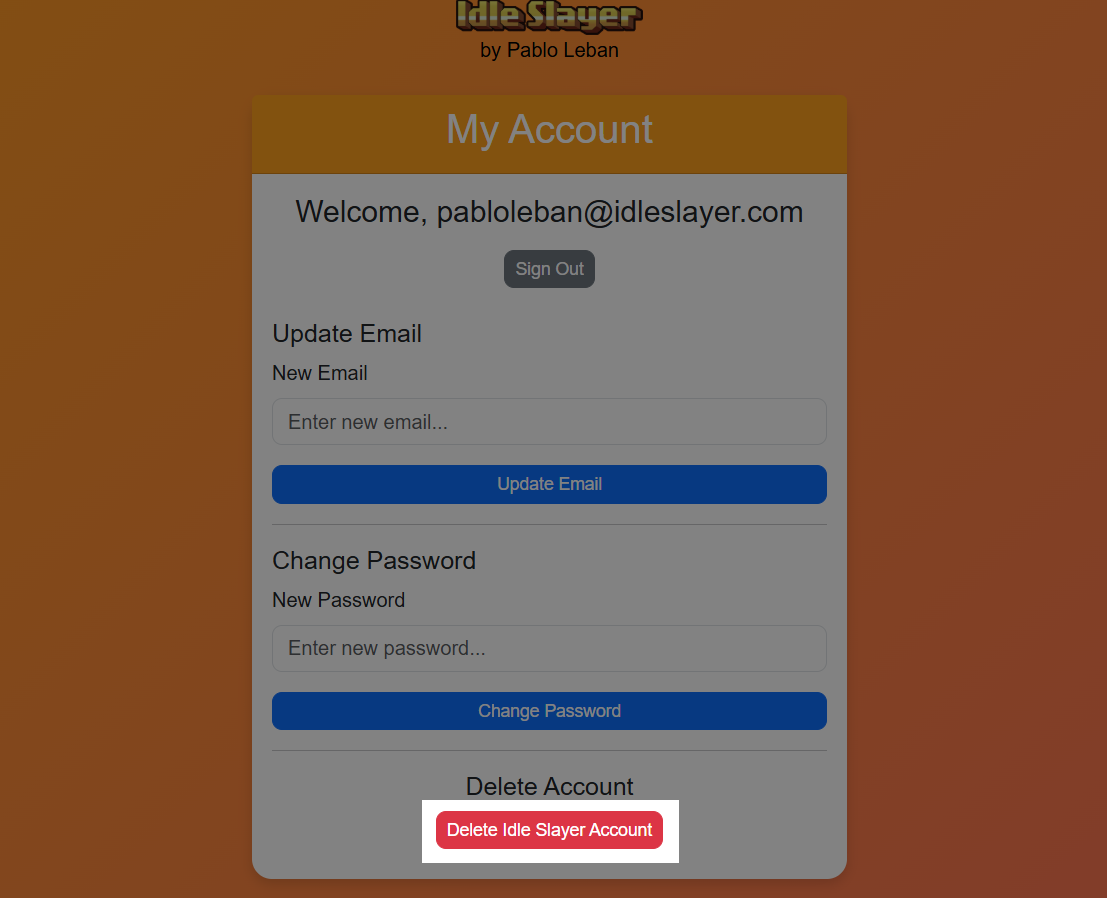 Idle Slayer
by Pablo Leban
My Account
Welcome, pabloleban@idleslayer.com
Sign Out
Update Email
New Email
Enter new email...
Update Email
Change Password
New Password
Enter new password...
Change Password
Delete Account
Delete Idle Slayer Account